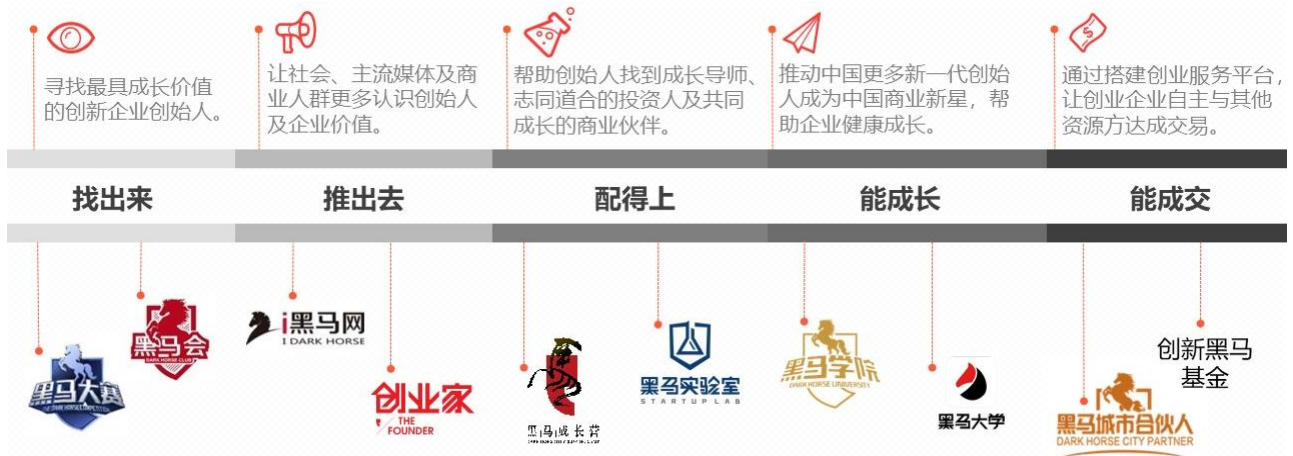 寻找最具成长价值
的创新企业创始人。
让社会、主流媒体及商
业人群更多认识创始人
及企业价值。
帮助创始人找到成长导师、
志同道合的投资人及共同
成长的商业伙伴。
推动中国更多新一代创始
人成为中国商业新星，帮
助企业健康成长。
通过搭建创业服务平台，
让创业企业自主与其他
资源方达成交易。
找出来
推出去
配得上
能成长
能成交
黑马大赛
黑马会
DARK HORSE CLUB
i黑马网
I DARK HORSE
创业家
THE
FOUNDER
黑马成长营
黑马实验室
STARTUP LAB
黑马学院
DARK HORSE UNIVERSITY
黑马大学
黑马城市合伙人
DARK HORSE CITY PARTNER
创新黑马
基金